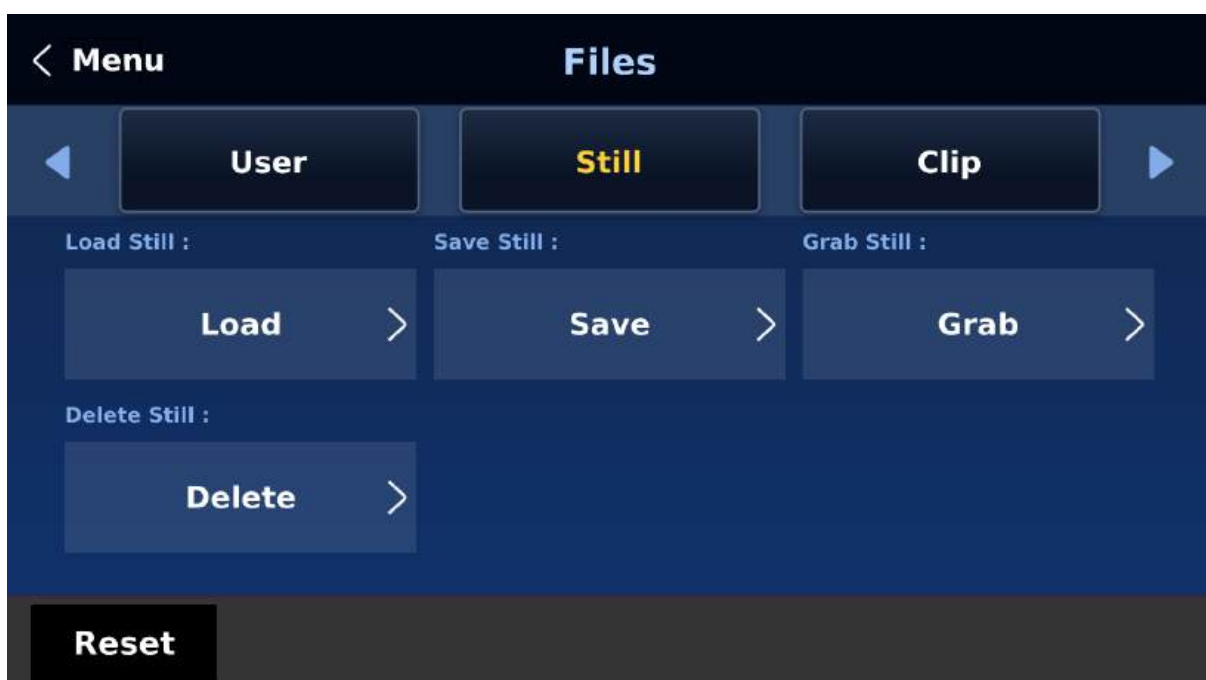 Menu
Files
User
Still
Clip
Load Still :
Save Still :
Grab Still :
Load
Save
Grab
Delete Still :
Delete
Reset